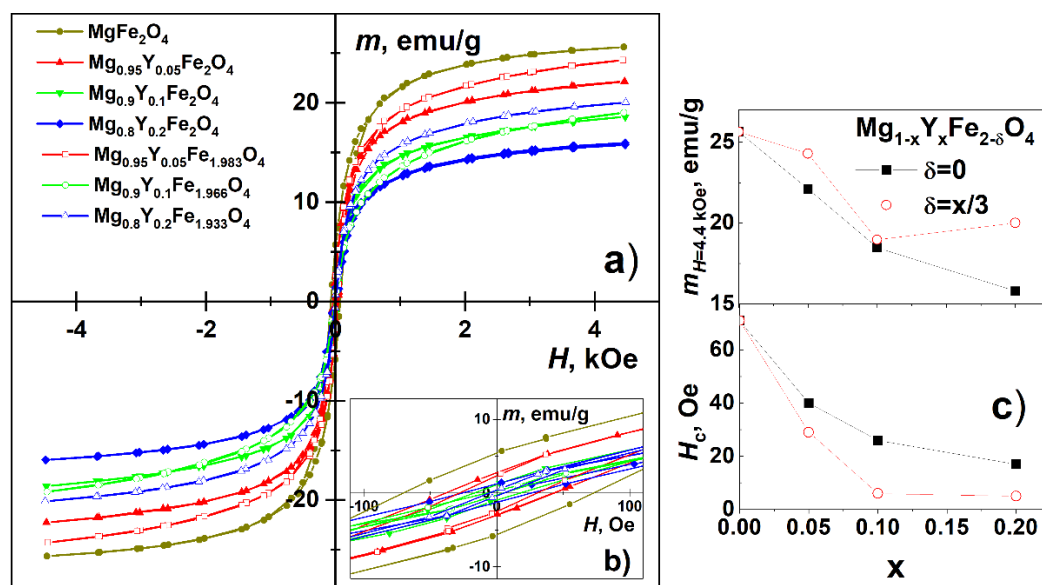 MgFe2O4
Mg0.95Y0.05Fe2O4
Mg0.9Y0.1Fe2O4
Mg0.8Y0.2Fe2O4
Mg0.95Y0.05Fe1.983O4
Mg0.9Y0.1Fe1.966O4
Mg0.8Y0.2Fe1.933O4
m, emu/g
20
10
a)
0
-4
-2
0
2
4
H, kOe
-10
-20
m, emu/g
10
-100
0
100
H, Oe
-10
b)
mH=4.4 kOe, emu/g
25
20
15
Mg1-xYxFe2-δO4
δ=0
δ=x/3
Hc, Oe
60
40
20
0
c)
0.00
0.05
0.10
0.15
0.20
x